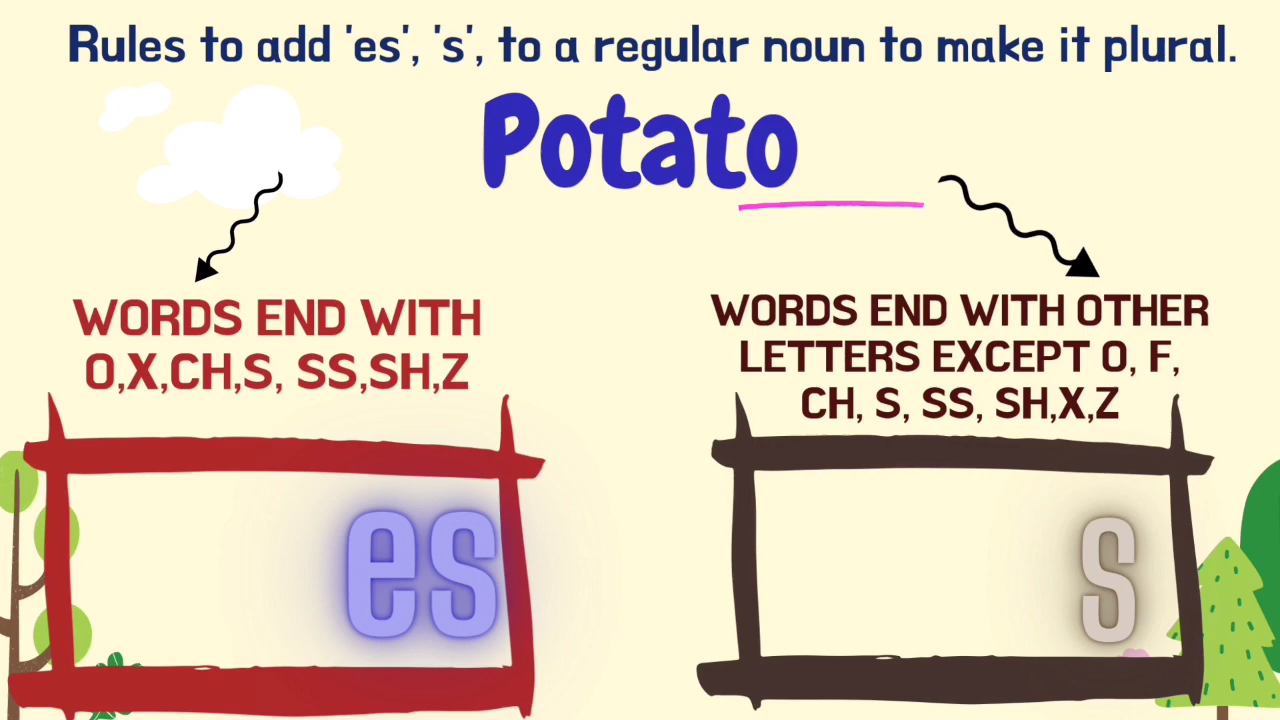 Rules to add 'es', 's', to a regular noun to make it plural.
Potato
WORDS END WITH
O,X,CH,S, SS,SH,Z
WORDS END WITH OTHER
LETTERS EXCEPT O, F,
CH, S, SS, SH,X,Z
es
s